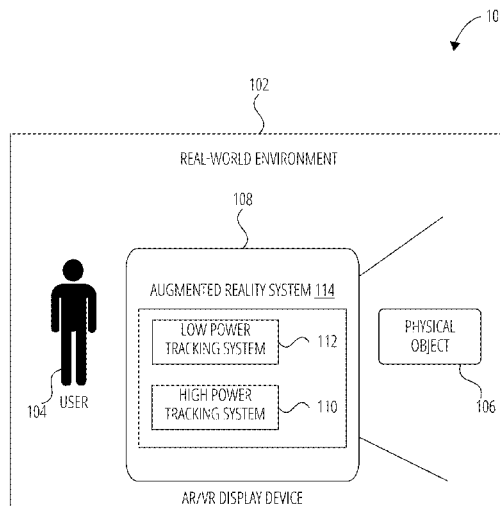 10
102
REAL-WORLD ENVIRONMENT
108
AUGMENTED REALITY SYSTEM 114
LOW POWER
TRACKING SYSTEM
112
PHYSICAL
OBJECT
HIGH POWER
TRACKING SYSTEM
110
104
USER
106
AR/VR DISPLAY DEVICE